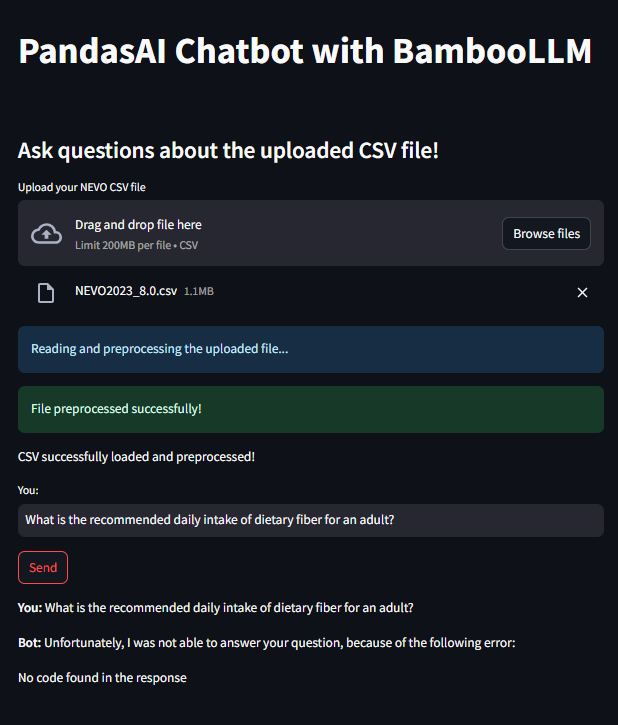 PandasAI Chatbot with BambooLLM
Ask questions about the uploaded CSV file!
Upload your NEVO CSV file
Drag and drop file here
Limit 200MB per file • CSV
Browse files
NEVO2023_8.0.csv 1.1MB
Reading and preprocessing the uploaded file...
File preprocessed successfully!
CSV successfully loaded and preprocessed!
You:
What is the recommended daily intake of dietary fiber for an adult?
Send
You: What is the recommended daily intake of dietary fiber for an adult?
Bot: Unfortunately, I was not able to answer your question, because of the following error:
No code found in the response